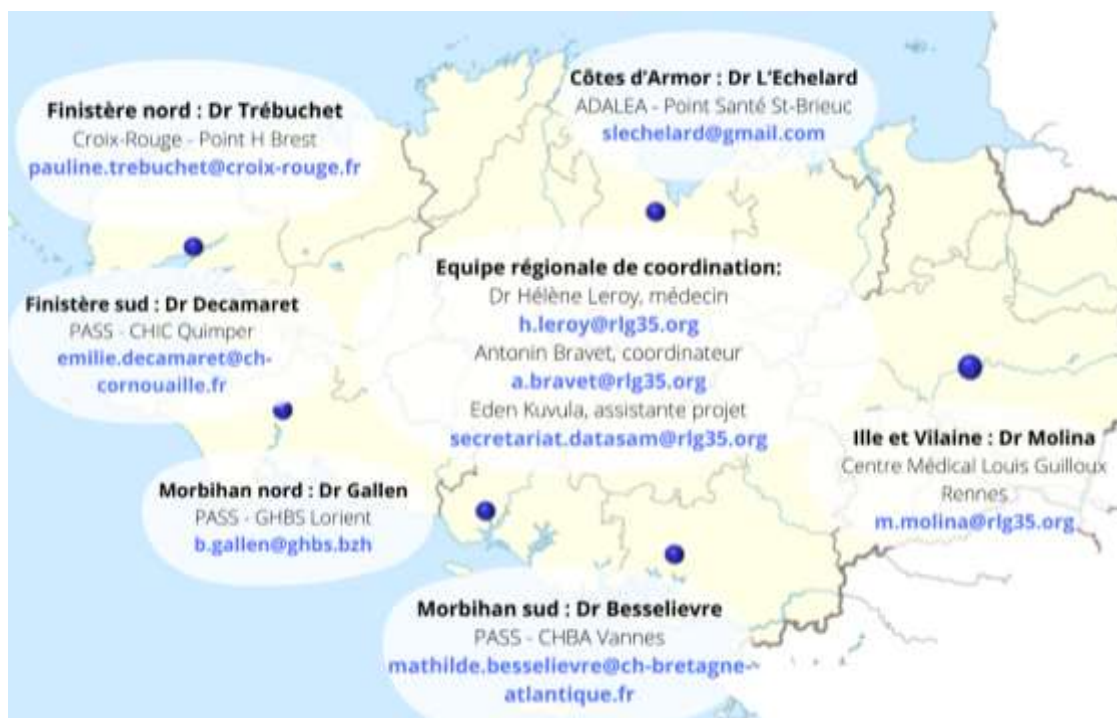 Côtes d'Armor : Dr L'Echelard
ADALEA - Point Santé St-Brieuc
slechelard@gmail.com
Finistère nord : Dr Trébuchet
Croix-Rouge - Point H Brest
pauline.trebuchet@croix-rouge.fr
Equipe régionale de coordination:
Dr Hélène Leroy, médecin
h.leroy@rlg35.org
Antonin Bravet, coordinateur
a.bravet@rlg35.org
Eden Kuvula, assistante projet
secretariat.datasam@rlg35.org
Finistère sud : Dr Decamaret
PASS - CHIC Quimper
emilie.decamaret@ch-
cornouaille.fr
Ille et Vilaine : Dr Molina
Centre Médical Louis Guilloux
Rennes
m.molina@rlg35.org
Morbihan nord : Dr Gallen
PASS - GHBS Lorient
b.gallen@ghbs.bzh
Morbihan sud : Dr Besselievre
PASS - CHBA Vannes
mathilde.besselievre@ch-bretagne-
atlantique.fr